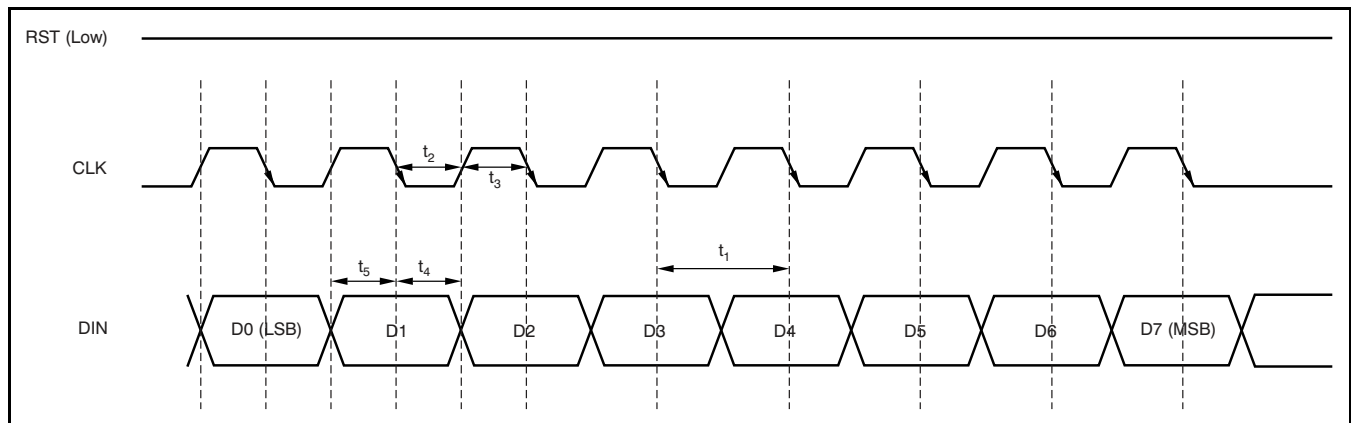 RST (Low)
CLK
t2
t3
t1
t5
t4
DIN
D0 (LSB)
D1
D2
D3
D4
D5
D6
D7 (MSB)